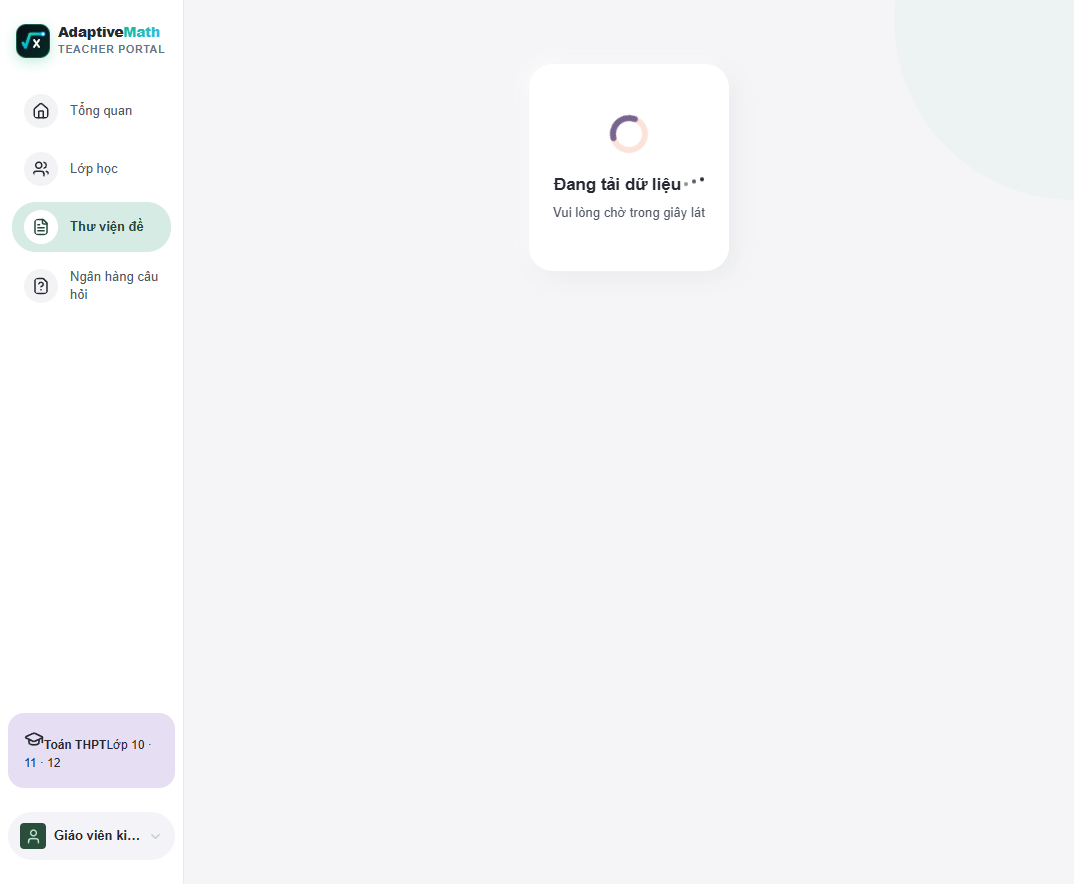 AdaptiveMath
TEACHER PORTAL
Tổng quan
Lớp học
Thư viện đề
Ngân hàng câu
hỏi
Đang tải dữ liệu
Vui lòng chờ trong giây lát
Toán THPTLớp 10 ·
11 · 12
Giáo viên ki...